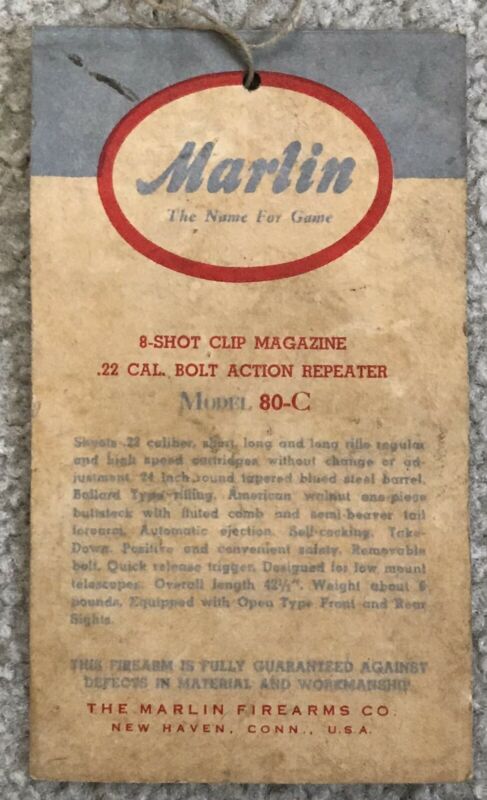 Marlin
The Name For Game
8-SHOT CLIP MAGAZINE
.22 CAL. BOLT ACTION REPEATER
MODEL 80-C
Shoots .22 caliber, short, long and long rifle regular
and high speed cartridges without change or ad-
justment. 24 inch round tapered blued steel barrel.
Ballard Type rifling. American walnut one-piece
buttstock with fluted comb and semi-beaver tail
forearm. Automatic ejection. Self-cocking. Take-
Down. Positive and convenient safety. Removable
bolt. Quick release trigger. Designed for low mount
telescopes. Overall length 42½". Weight about 6
pounds. Equipped with Open Type Front and Rear
Sights.
THIS FIREARM IS FULLY GUARANTEED AGAINST
DEFECTS IN MATERIAL AND WORKMANSHIP
THE MARLIN FIREARMS CO.
NEW HAVEN, CONN., U.S.A.